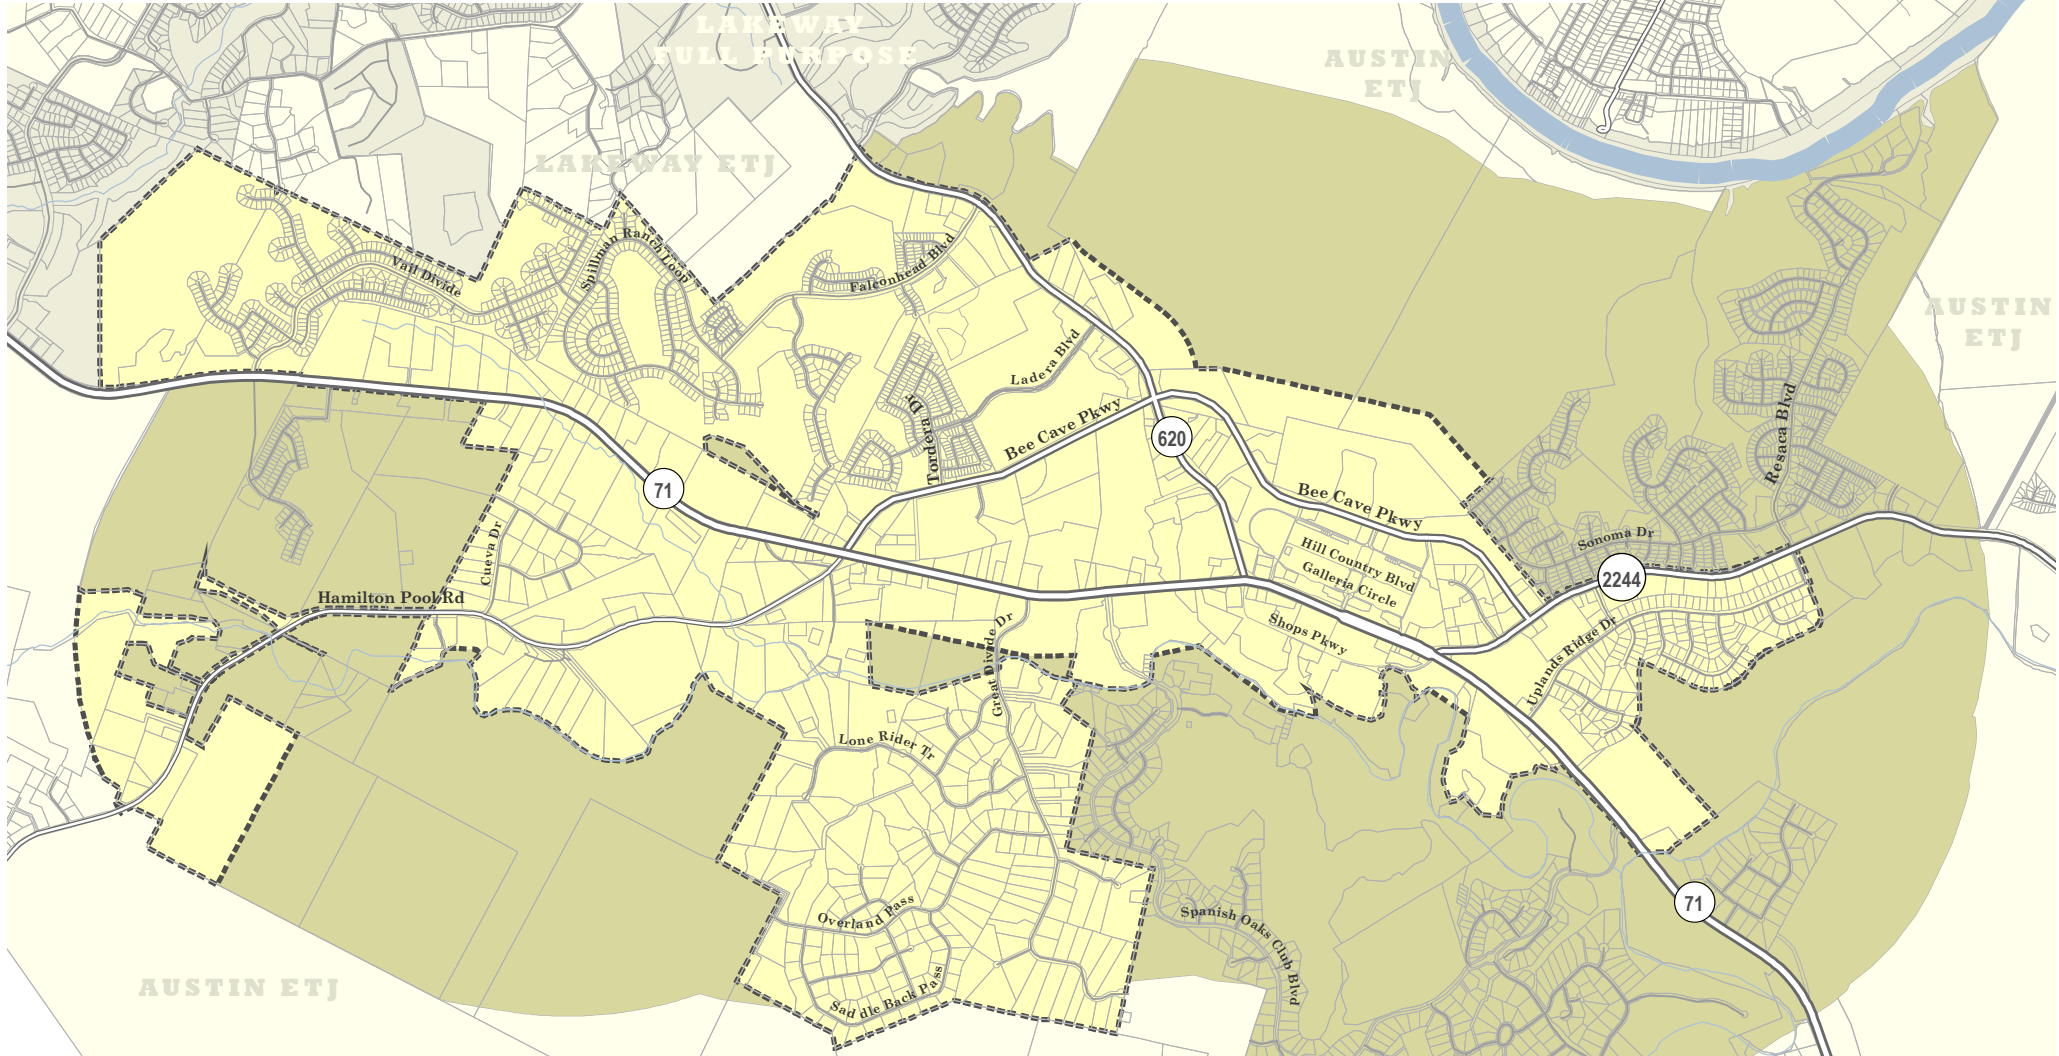 LAKEWAY
FULL PURPOSE
AUSTIN
ETJ
LAKEWAY ETJ
Spillman Ranch Loop
Vail Divide
Falconhead Blvd
AUSTIN
ETJ
Ladera Blvd
Tordera Dr
Bee Cave Pkwy
620
Resaca Blvd
71
Bee Cave Pkwy
Cueva Dr
Hill Country Blvd
Galleria Circle
Sonoma Dr
2244
Hamilton Pool Rd
Great Divide Dr
Shops Pkwy
Uplands Ridge Dr
Lone Rider Tr
Overland Pass
Spanish Oaks Club Blvd
71
Sad dle Back Pass
AUSTIN ETJ